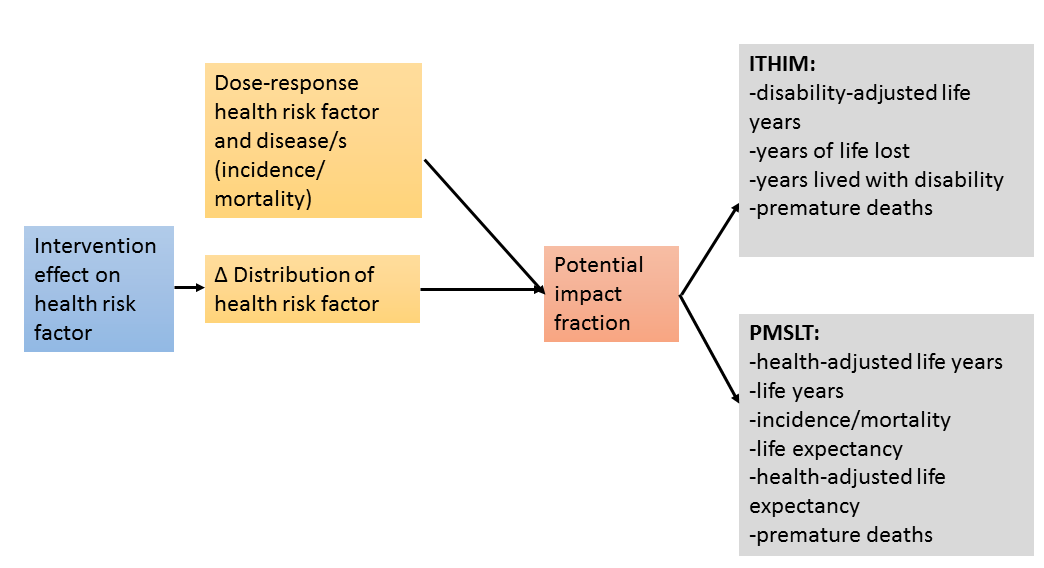 Intervention
effect on
health risk
factor
Dose-response
health risk factor
and disease/s
(incidence/
mortality)
Δ Distribution of
health risk factor
Potential
impact
fraction
ITHIM:
-disability-adjusted life
years
-years of life lost
-years lived with disability
-premature deaths
PMSLT:
-health-adjusted life years
-life years
-incidence/mortality
-life expectancy
-health-adjusted life
expectancy
-premature deaths